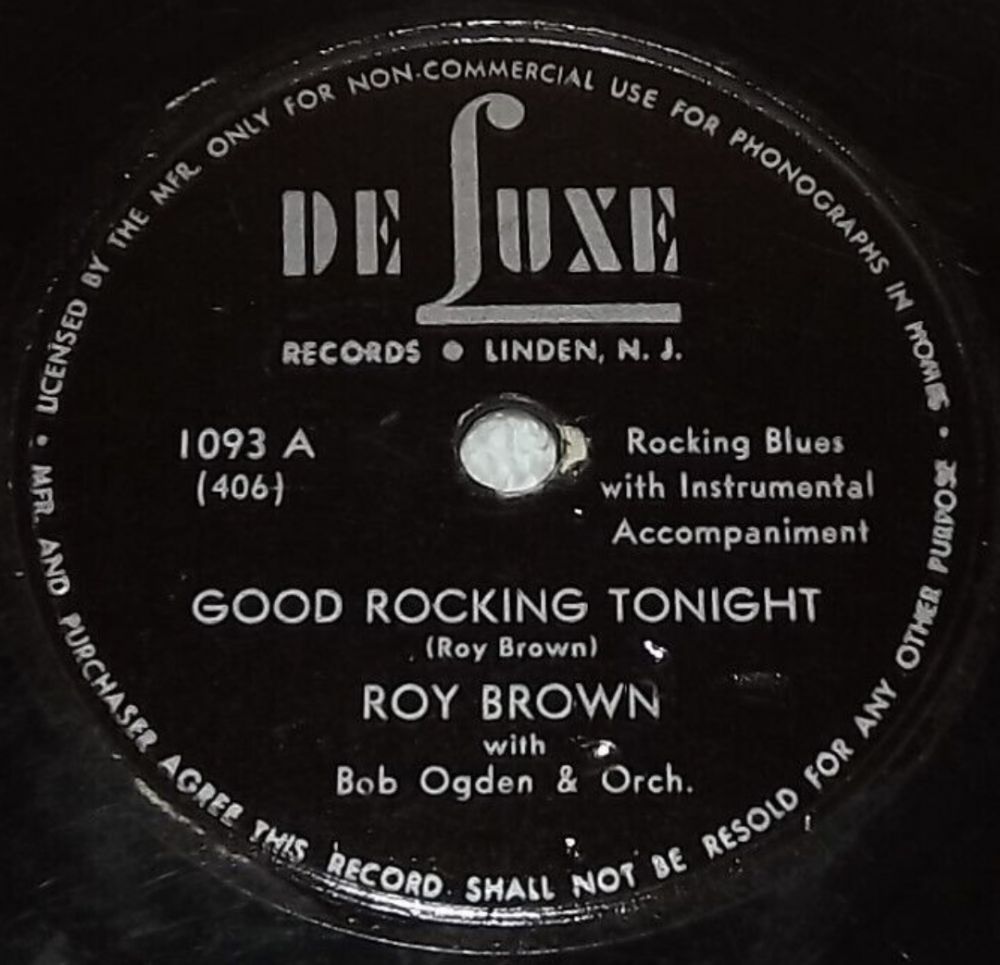 LICENSED BY THE MFR. ONLY FOR NON-COMMERCIAL USE FOR PHONOGRAPHS IN HOMES •
DE LUXE
RECORDS • LINDEN, N. J.
1093 A
(406)
Rocking Blues
with Instrumental
Accompaniment
GOOD ROCKING TONIGHT
(Roy Brown)
ROY BROWN
with
Bob Ogden & Orch.
• MFR. AND PURCHASER AGREE THIS RECORD SHALL NOT BE RESOLD FOR ANY OTHER PURPOSE